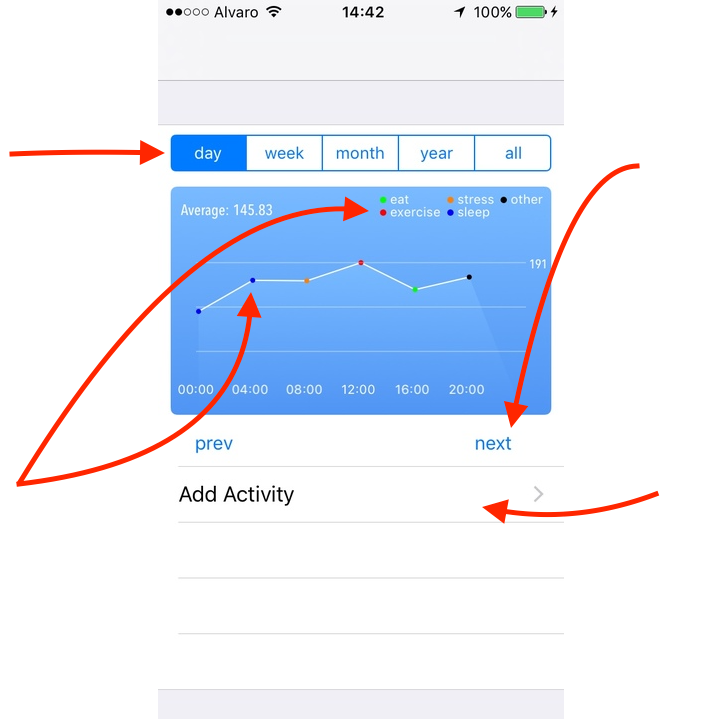 Alvaro 14:42 100%
day week month year all
Average: 145.83
eat stress other
exercise sleep
191
00:00 04:00 08:00 12:00 16:00 20:00
prev next
Add Activity